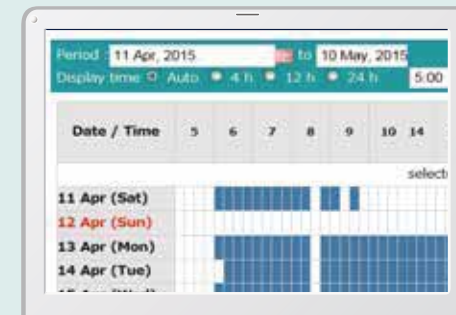 Period : 11 Apr, 2015 to 10 May, 2015
Display time Auto 4 h 12 h 24 h 5:00
Date / Time 5 6 7 8 9 10 14
select
11 Apr (Sat)
12 Apr (Sun)
13 Apr (Mon)
14 Apr (Tue)